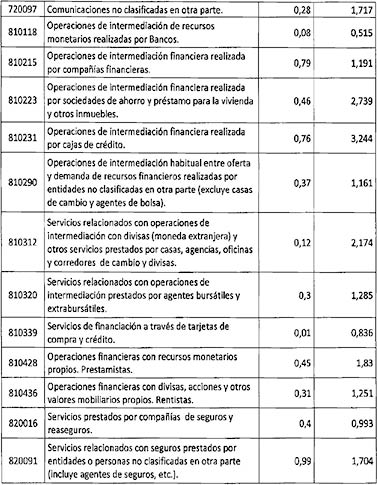 720097 Comunicaciones no clasificadas en otra parte. 0,28 1,717
810118 Operaciones de intermediación de recursos
monetarios realizadas por Bancos. 0,08 0,515
810215 Operaciones de intermediación financiera realizada
por compañías financieras. 0,79 1,191
810223 Operaciones de intermediación financiera realizada
por sociedades de ahorro y préstamo para la vivienda
y otros inmuebles. 0,46 2,739
810231 Operaciones de intermediación financiera realizada
por cajas de crédito. 0,76 3,244
810290 Operaciones de intermediación habitual entre oferta
y demanda de recursos financieros realizadas por
entidades no clasificadas en otra parte (excluye casas
de cambio y agentes de bolsa). 0,37 1,161
810312 Servicios relacionados con operaciones de
intermediación con divisas (moneda extranjera) y
otros servicios prestados por casas, agencias, oficinas
y corredores de cambio y divisas. 0,12 2,174
810320 Servicios relacionados con operaciones de
intermediación prestados por agentes bursátiles y
extrabursátiles. 0,3 1,285
810339 Servicios de financiación a través de tarjetas de
compra y crédito. 0,01 0,836
810428 Operaciones financieras con recursos monetarios
propios. Prestamistas. 0,45 1,83
810436 Operaciones financieras con divisas, acciones y otros
valores mobiliarios propios. Rentistas. 0,31 1,251
820016 Servicios prestados por compañías de seguros y
reaseguros. 0,4 0,993
820091 Servicios relacionados con seguros prestados por
entidades o personas no clasificadas en otra parte
(incluye agentes de seguros, etc.). 0,99 1,704